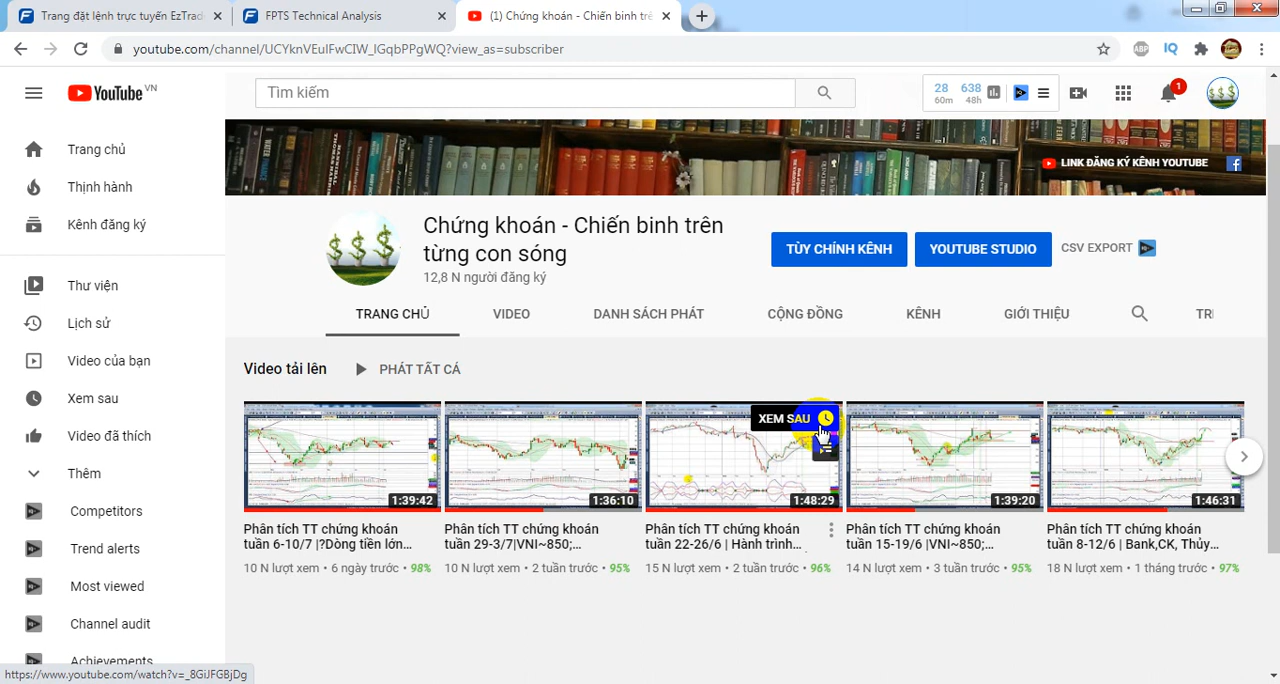 Trang đặt lệnh trực tuyến EzTrad
FPTS Technical Analysis
(1) Chứng khoán - Chiến binh trê
youtube.com/channel/UCYknVEuIFwCIW_lGqbPPgWQ?view_as=subscriber
ABP
IQ
YouTube VN
Tìm kiếm
28 638
60m 48h
1
Trang chủ
Thịnh hành
Kênh đăng ký
Thư viện
Lịch sử
Video của bạn
Xem sau
Video đã thích
Thêm
Competitors
Trend alerts
Most viewed
Channel audit
Achievements
LINK ĐĂNG KÝ KÊNH YOUTUBE
Chứng khoán - Chiến binh trên
từng con sóng
12,8 N người đăng ký
TÙY CHỈNH KÊNH
YOUTUBE STUDIO
CSV EXPORT
TRANG CHỦ VIDEO DANH SÁCH PHÁT CỘNG ĐỒNG KÊNH GIỚI THIỆU TRÌ
Video tải lên
PHÁT TẤT CẢ
XEM SAU
1:39:42
1:36:10
1:48:29
1:39:20
1:46:31
Phân tích TT chứng khoán
tuần 6-10/7 |?Dòng tiền lớn...
10 N lượt xem • 6 ngày trước • 98%
Phân tích TT chứng khoán
tuần 29-3/7|VNI~850;...
10 N lượt xem • 2 tuần trước • 95%
Phân tích TT chứng khoán
tuần 22-26/6 | Hành trình...
15 N lượt xem • 2 tuần trước • 96%
Phân tích TT chứng khoán
tuần 15-19/6 |VNI~850;...
14 N lượt xem • 3 tuần trước • 95%
Phân tích TT chứng khoán
tuần 8-12/6 | Bank,CK, Thủy...
18 N lượt xem • 1 tháng trước • 97%
https://www.youtube.com/watch?v=_8GiJFGBjDg